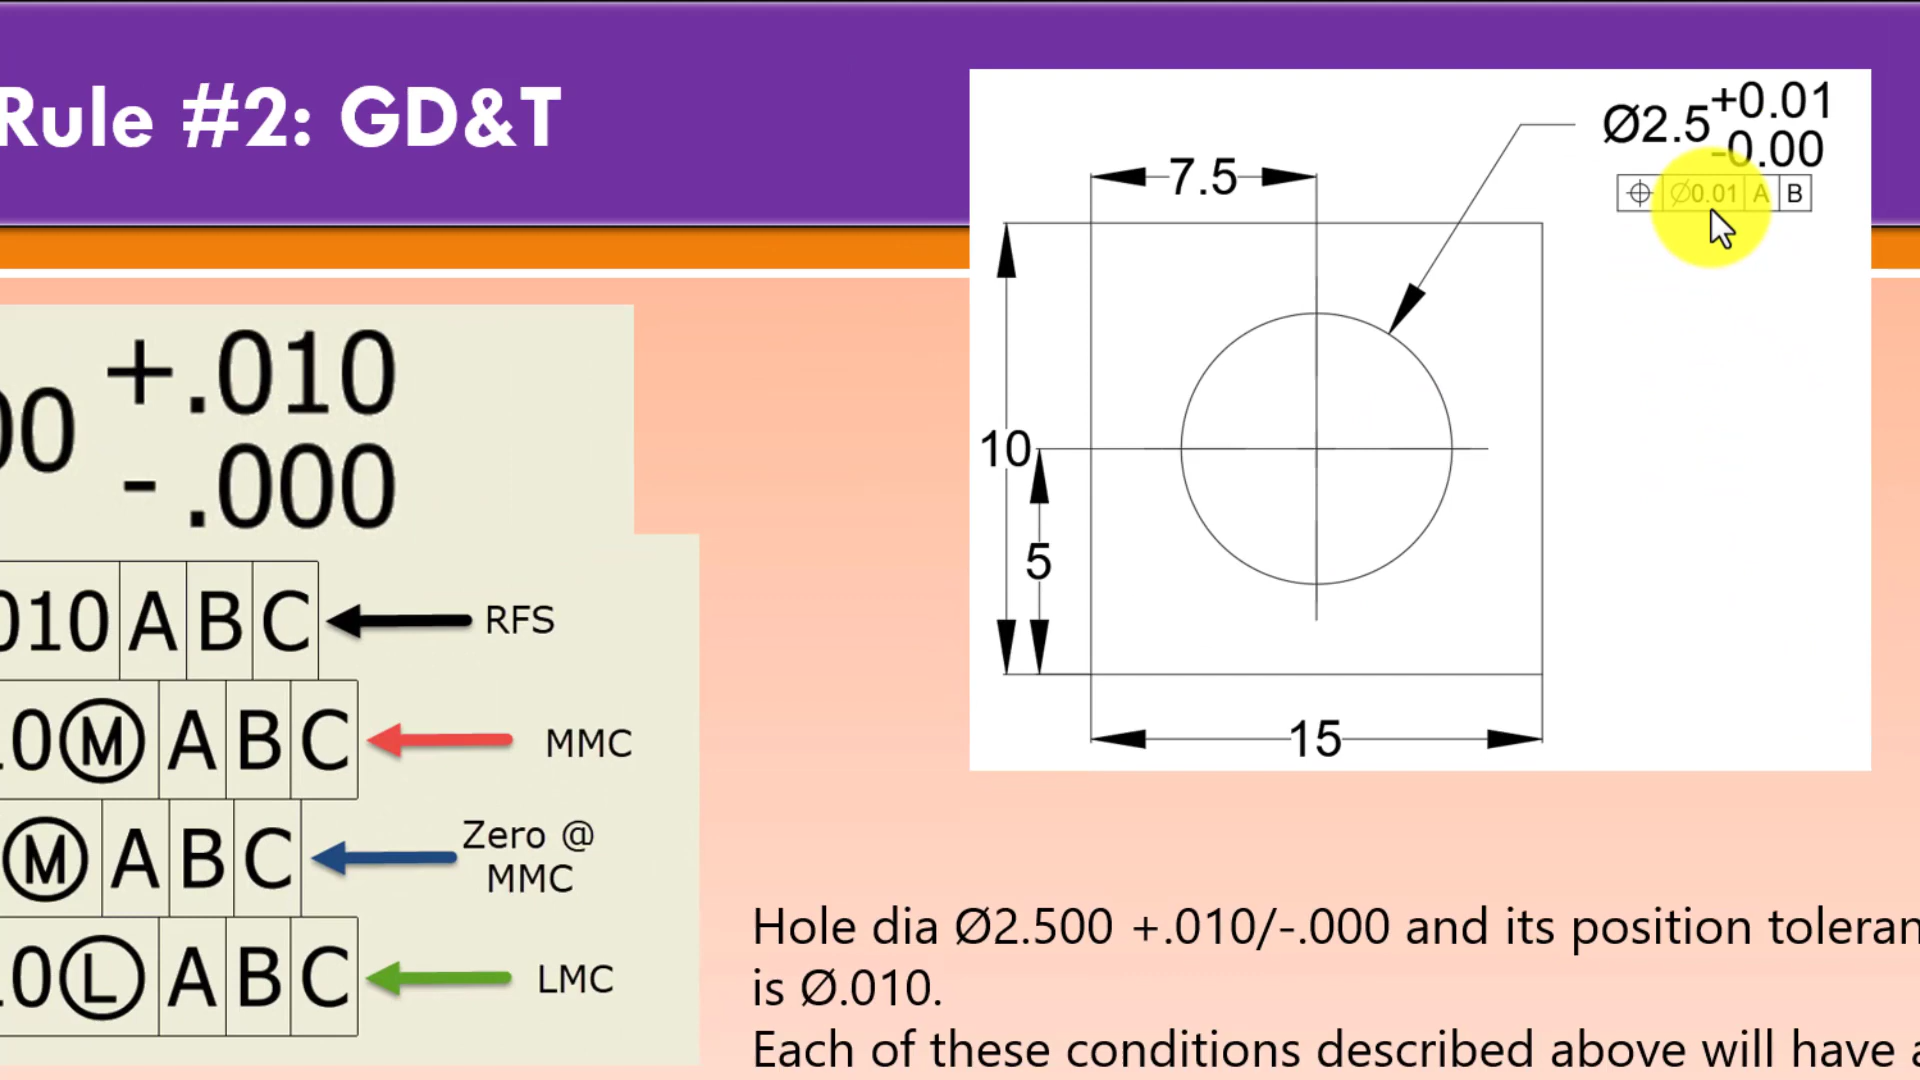 Rule #2: GD&T
Ø2.5 +0.01
-0.00
⌖ Ø0.01 A B
7.5
10
5
15
00 +.010
- .000
010 A B C RFS
.0 Ⓜ A B C MMC
Ⓜ A B C Zero @
MMC
.0 Ⓛ A B C LMC
Hole dia Ø2.500 +.010/-.000 and its position toleran
is Ø.010.
Each of these conditions described above will have a